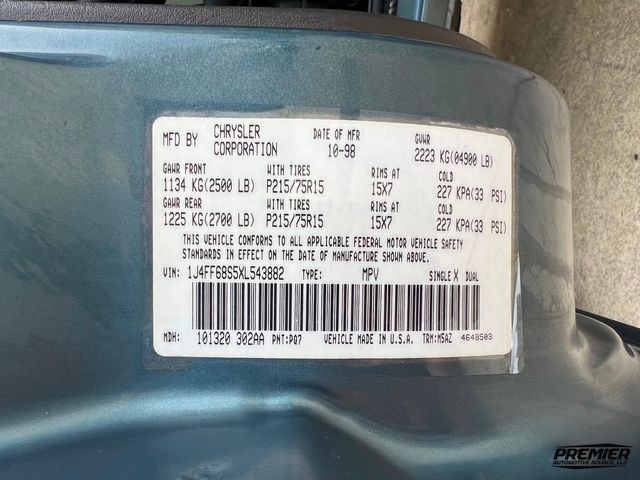 MFD BY CHRYSLER CORPORATION DATE OF MFR 10-98 GVWR 2223 KG(04900 LB)
GAWR FRONT WITH TIRES RIMS AT COLD
1134 KG(2500 LB) P215/75R15 15X7 227 KPA(33 PSI)
GAWR REAR WITH TIRES RIMS AT COLD
1225 KG(2700 LB) P215/75R15 15X7 227 KPA(33 PSI)
THIS VEHICLE CONFORMS TO ALL APPLICABLE FEDERAL MOTOR VEHICLE SAFETY
STANDARDS IN EFFECT ON THE DATE OF MANUFACTURE SHOWN ABOVE.
VIN: 1J4FF68S5XL543882 TYPE: MPV SINGLE X DUAL
MDH: 101320 302AA PNT:PQ7 VEHICLE MADE IN U.S.A. TRM:M5AZ 4648503
PREMIER
AUTOMOTIVE SOURCE, LLC